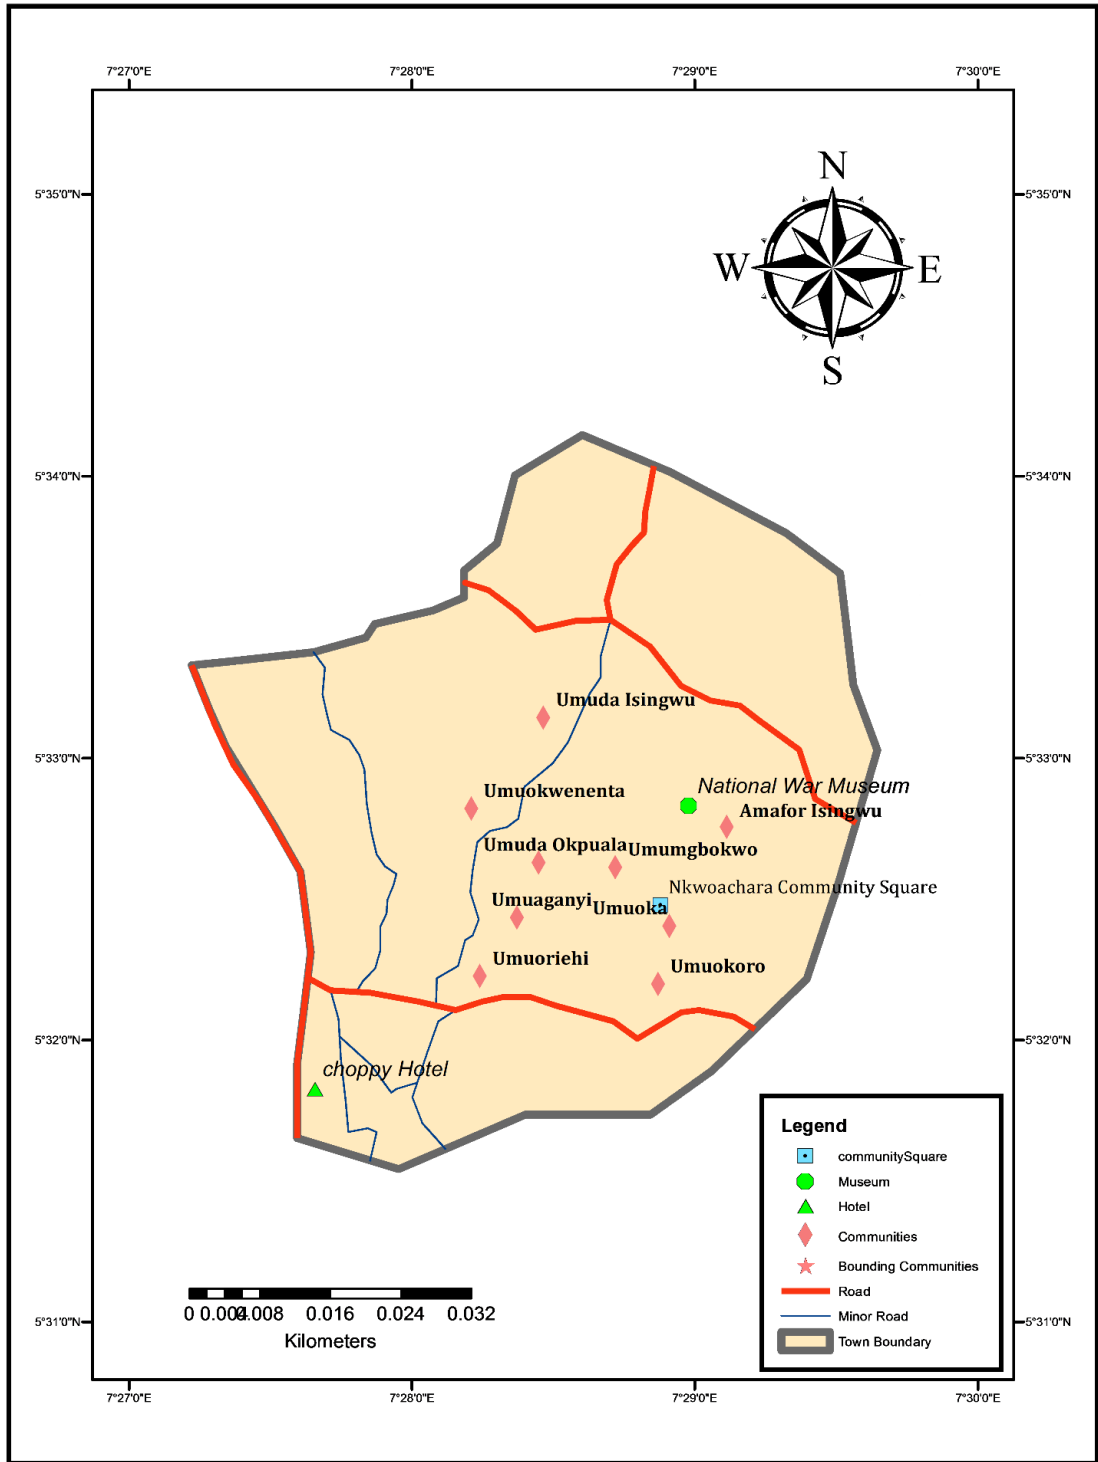 7°27'0"E 7°28'0"E 7°29'0"E 7°30'0"E
N
5°35'0"N 5°35'0"N
W E
S
5°34'0"N 5°34'0"N
Umuda Isingwu
5°33'0"N 5°33'0"N
National War Museum
Umuokwenenta
Amafor Isingwu
Umuda Okpuala Umumgbokwo
Nkwoachara Community Square
Umuaganyi Umuoka
Umuoriehi Umuokoro
5°32'0"N 5°32'0"N
choppy Hotel
Legend
communitySquare
Museum
Hotel
Communities
Bounding Communities
Road
Minor Road
Town Boundary
0 0.004 0.008 0.016 0.024 0.032
Kilometers
5°31'0"N 5°31'0"N
7°27'0"E 7°28'0"E 7°29'0"E 7°30'0"E